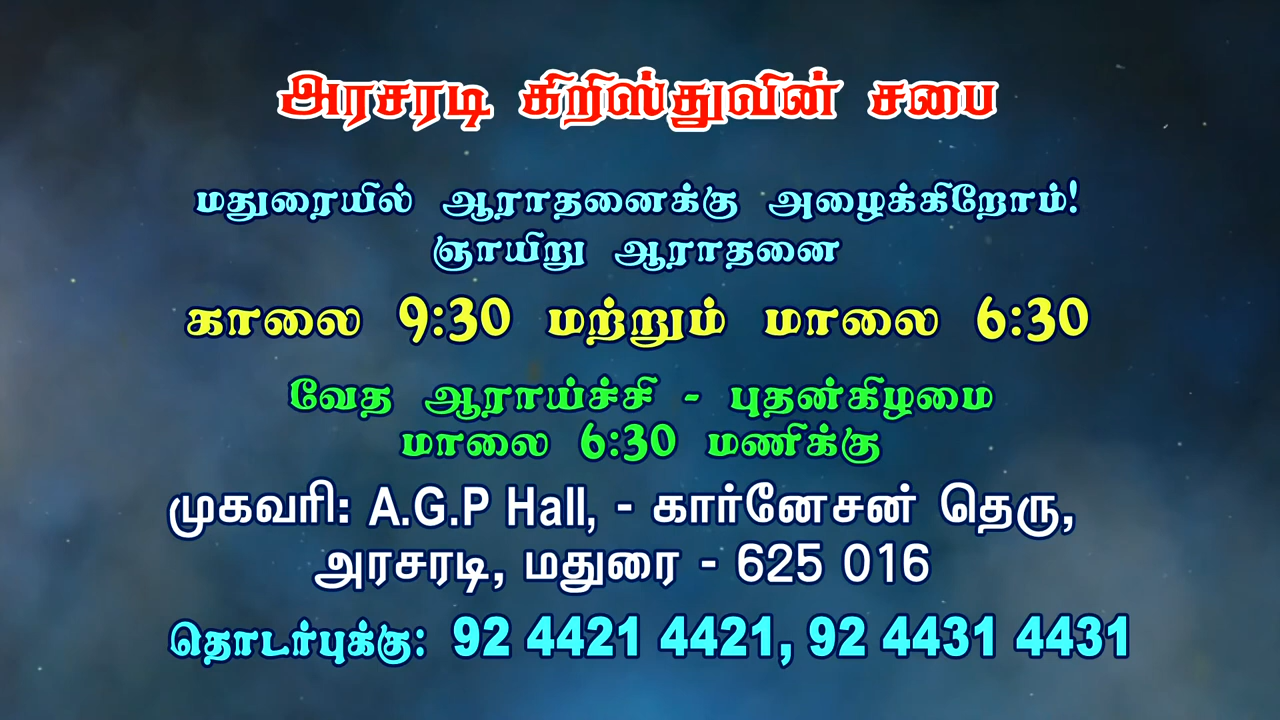 அரசரடி கிறிஸ்துவின் சபை
மதுரையில் ஆராதனைக்கு அழைக்கிறோம்!
ஞாயிறு ஆராதனை
காலை 9:30 மற்றும் மாலை 6:30
வேத ஆராய்ச்சி - புதன்கிழமை
மாலை 6:30 மணிக்கு
முகவரி: A.G.P Hall, - கார்னேசன் தெரு,
அரசரடி, மதுரை - 625 016
தொடர்புக்கு: 92 4421 4421, 92 4431 4431